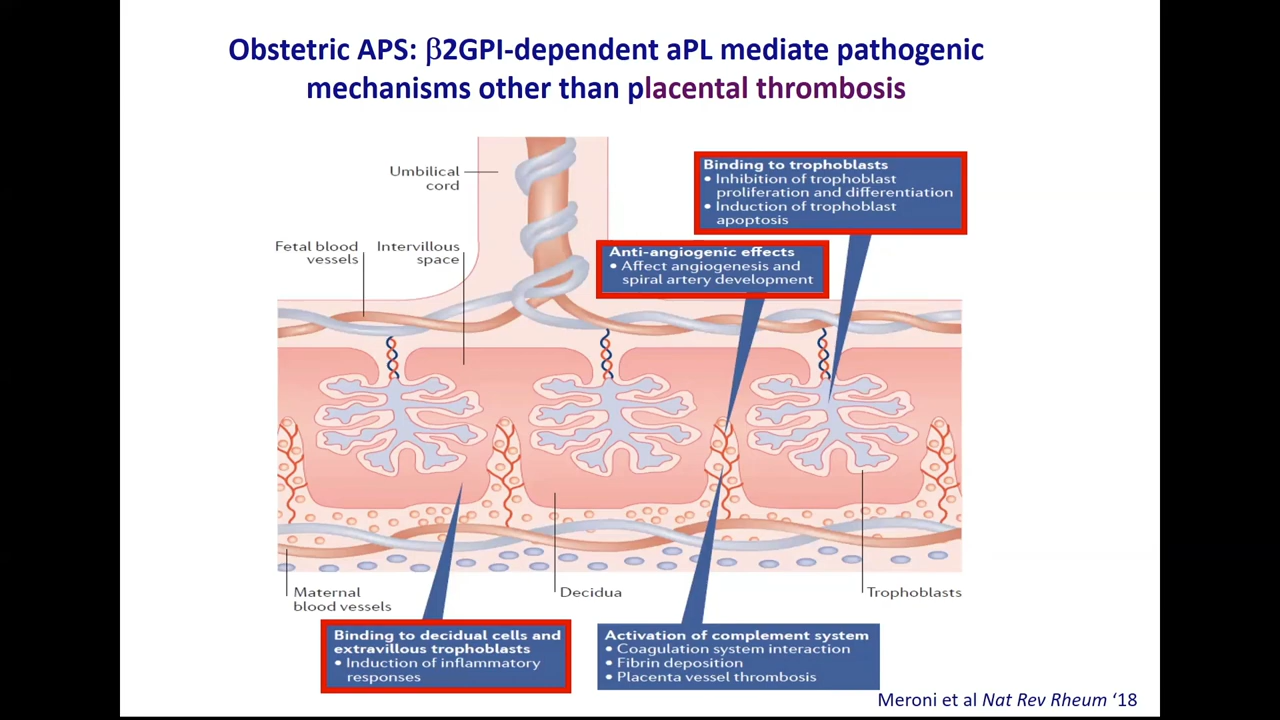 Obstetric APS: β2GPI-dependent aPL mediate pathogenic
mechanisms other than placental thrombosis
Umbilical
cord
Fetal blood
vessels
Intervillous
space
Binding to trophoblasts
• Inhibition of trophoblast
proliferation and differentiation
• Induction of trophoblast
apoptosis
Anti-angiogenic effects
• Affect angiogenesis and
spiral artery development
Maternal
blood vessels
Decidua
Trophoblasts
Binding to decidual cells and
extravillous trophoblasts
• Induction of inflammatory
responses
Activation of complement system
• Coagulation system interaction
• Fibrin deposition
• Placenta vessel thrombosis
Meroni et al Nat Rev Rheum ‘18